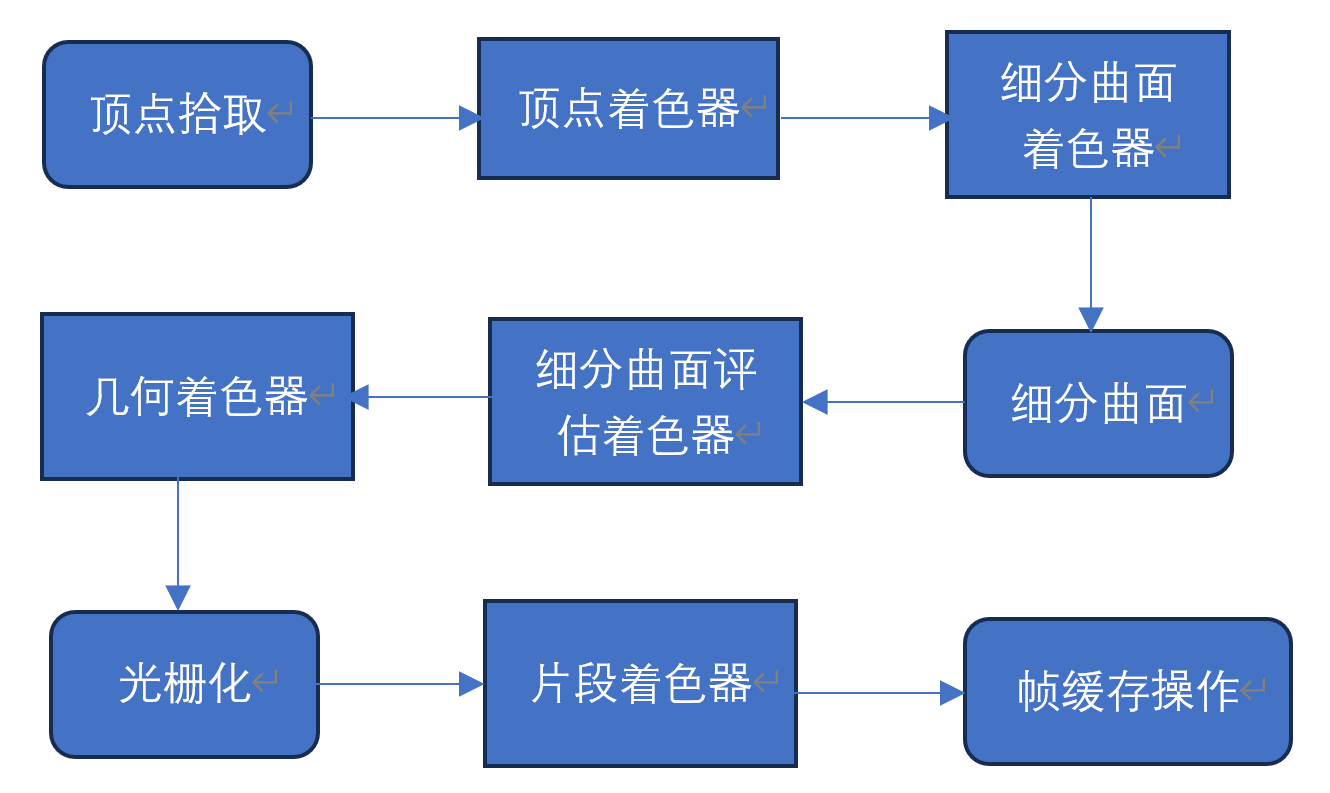 顶点拾取
顶点着色器
细分曲面
着色器
细分曲面
细分曲面评
估着色器
几何着色器
光栅化
片段着色器
帧缓存操作